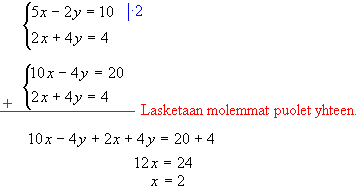 5x − 2y = 10 |·2
2x + 4y = 4
10x − 4y = 20
2x + 4y = 4
+
Lasketaan molemmat puolet yhteen.
10x − 4y + 2x + 4y = 20 + 4
12x = 24
x = 2